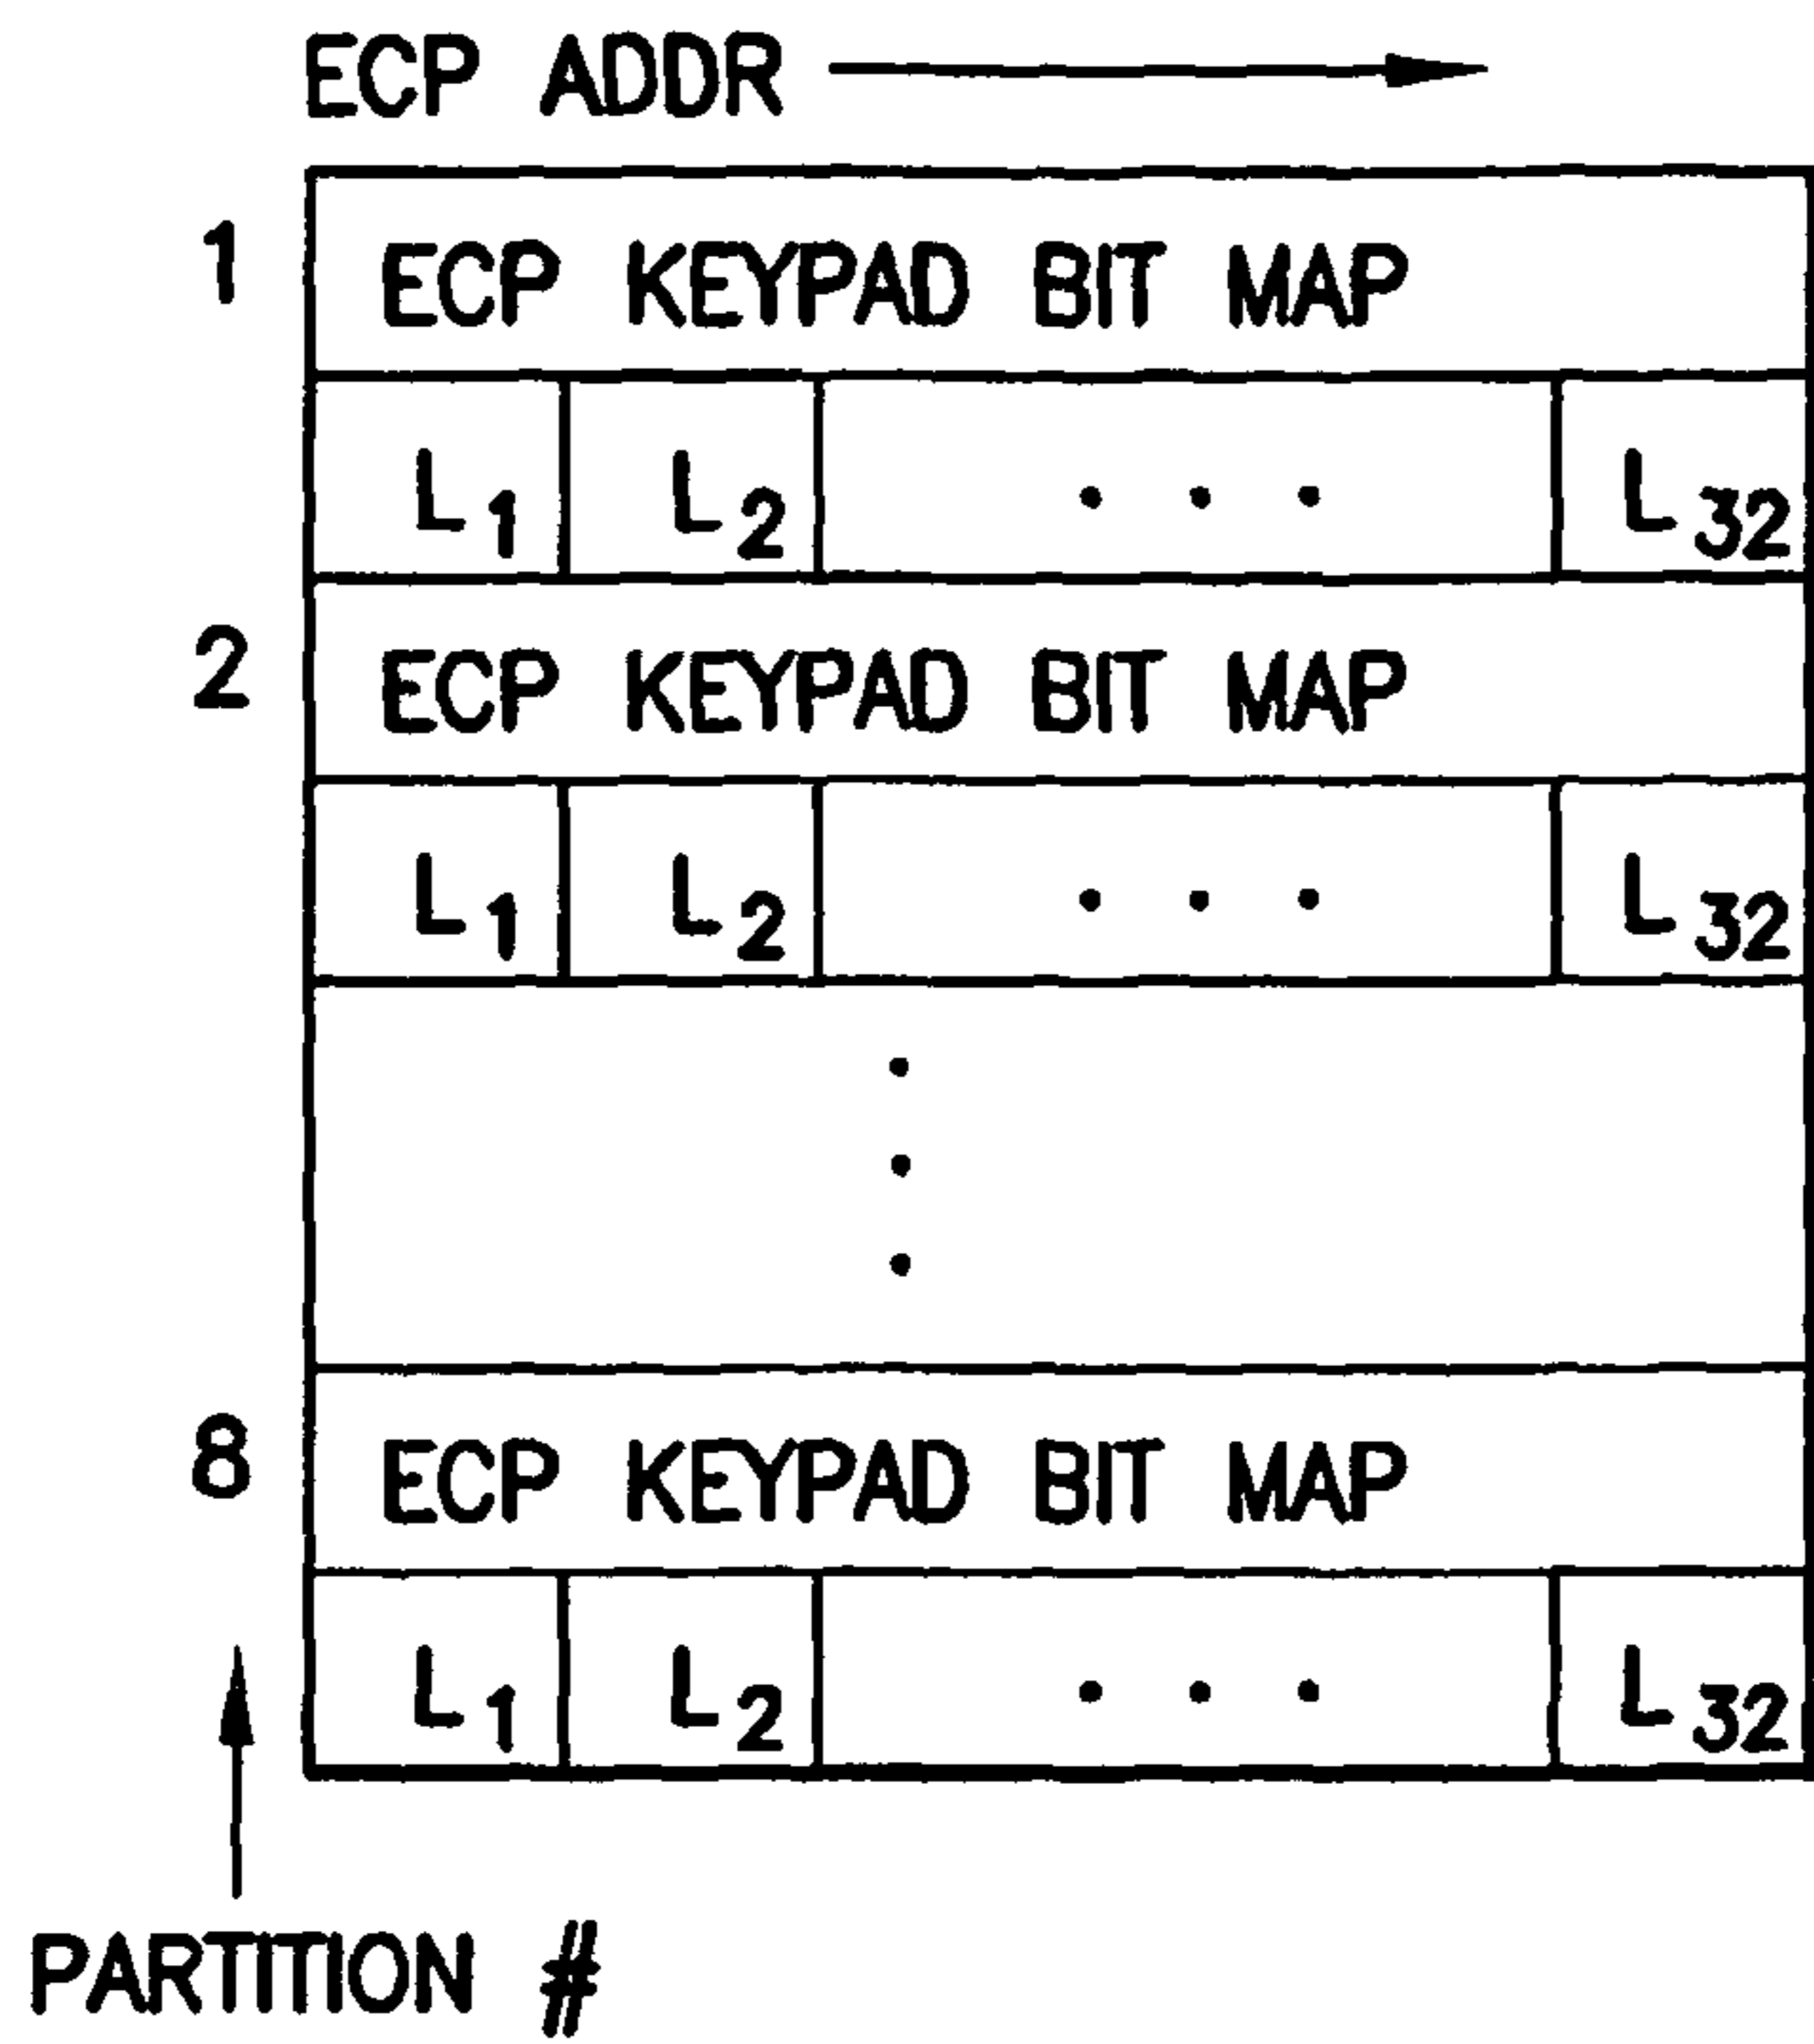 ECP ADDR
1 ECP KEYPAD BIT MAP
L1 L2 . . . L32
2 ECP KEYPAD BIT MAP
L1 L2 . . . L32
.
.
.
8 ECP KEYPAD BIT MAP
L1 L2 . . . L32
PARTITION #